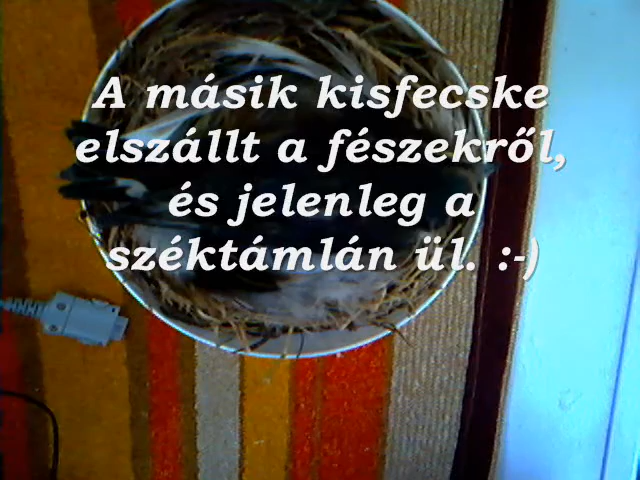 A másik kisfecske
elszállt a fészekről,
és jelenleg a
széktámlán ül. :-)